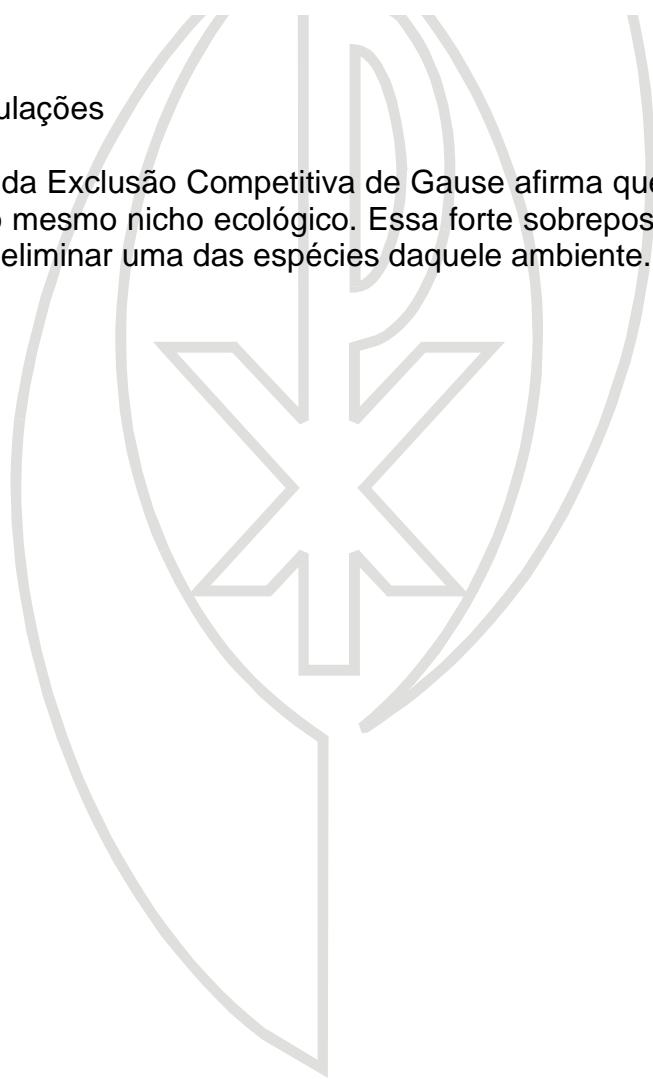 ulações
da Exclusão Competitiva de Gause afirma que
o mesmo nicho ecológico. Essa forte sobrepos
eliminar uma das espécies daquele ambiente.